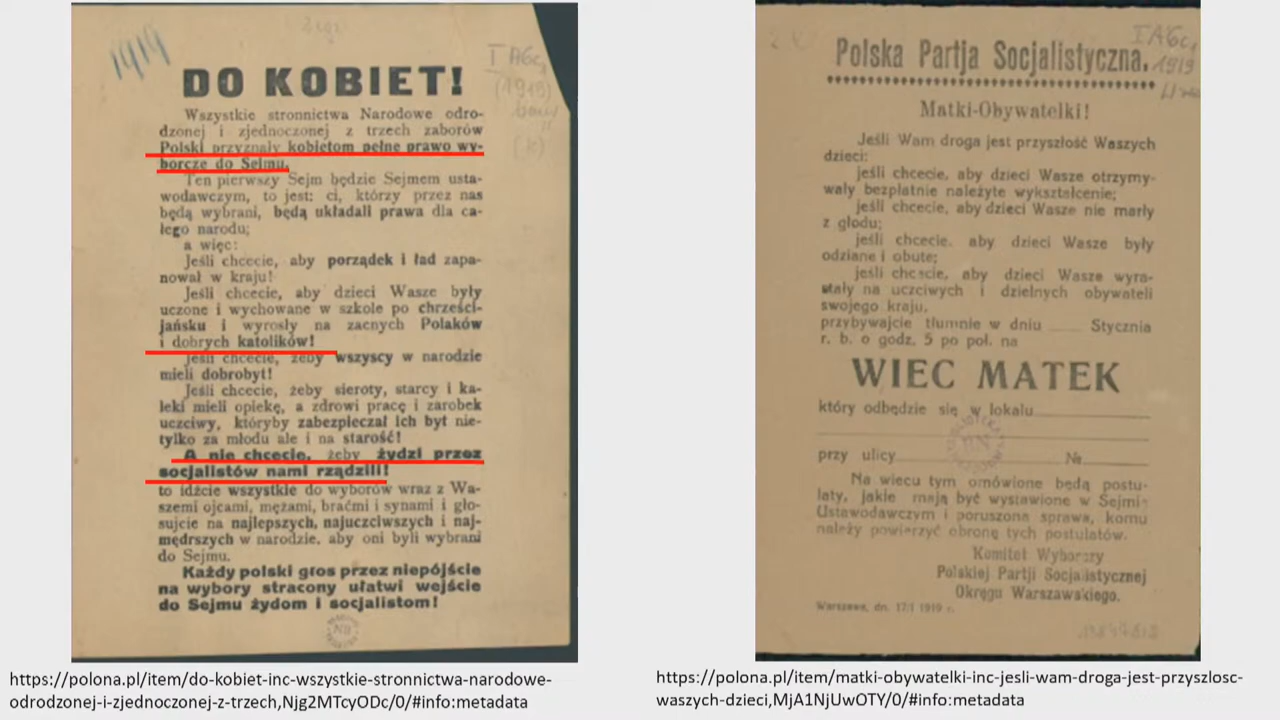 1919
I A6c,
(1919)
(k)
DO KOBIET!
Wszystkie stronnictwa Narodowe odro-
dzonej i zjednoczonej z trzech zaborów
Polski przyznały kobietom pełne prawo wy-
borcze do Sejmu.
Ten pierwszy Sejm będzie Sejmem usta-
wodawczym, to jest: ci, którzy przez nas
będą wybrani, będą układali prawa dla ca-
łego narodu;
a więc:
Jeśli chcecie, aby porządek i ład zapa-
nował w kraju!
Jeśli chcecie, aby dzieci Wasze były
uczone i wychowane w szkole po chrześci-
jańsku i wyrosły na zacnych Polaków
i dobrych katolików!
Jeśli chcecie, żeby wszyscy w narodzie
mieli dobrobyt!
Jeśli chcecie, żeby sieroty, starcy i ka-
leki mieli opiekę, a zdrowi pracę i zarobek
uczciwy, któryby zabezpieczał ich byt nie-
tylko za młodu ale i na starość!
A nie chcecie, żeby żydzi przez
socjalistów nami rządzili!
to idźcie wszystkie do wyborów wraz z Wa-
szemi ojcami, mężami, braćmi i synami i gło-
sujcie na najlepszych, najuczciwszych i naj-
mędrszych w narodzie, aby oni byli wybrani
do Sejmu.
Każdy polski głos przez niepójście
na wybory stracony ułatwi wejście
do Sejmu żydom i socjalistom!
https://polona.pl/item/do-kobiet-inc-wszystkie-stronnictwa-narodowe-
odrodzonej-i-zjednoczonej-z-trzech,Njg2MTcyODc/0/#info:metadata
I A6c,
1919
Polska Partja Socjalistyczna.
Matki-Obywatelki!
Jeśli Wam droga jest przyszłość Waszych
dzieci:
jeśli chcecie, aby dzieci Wasze otrzymy-
wały bezpłatnie należyte wykształcenie;
jeśli chcecie, aby dzieci Wasze nie marły
z głodu;
jeśli chcecie, aby dzieci Wasze były
odziane i obute;
jeśli chcecie, aby dzieci Wasze wyra-
stały na uczciwych i dzielnych obywateli
swojego kraju,
przybywajcie tłumnie w dniu Stycznia
r. b. o godz. 5 po poł. na
WIEC MATEK
który odbędzie się w lokalu
przy ulicy № 
Na wiecu tym omówione będą postu-
laty, jakie mają być wystawione w Sejmie
Ustawodawczym i poruszona sprawa, komu
należy powierzyć obronę tych postulatów.
Komitet Wyborczy
Polskiej Partji Socjalistycznej
Okręgu Warszawskiego.
Warszawa, dn. 17/1 1919 r.
https://polona.pl/item/matki-obywatelki-inc-jesli-wam-droga-jest-przyszlosc-
waszych-dzieci,MjA1NjUwOTY/0/#info:metadata